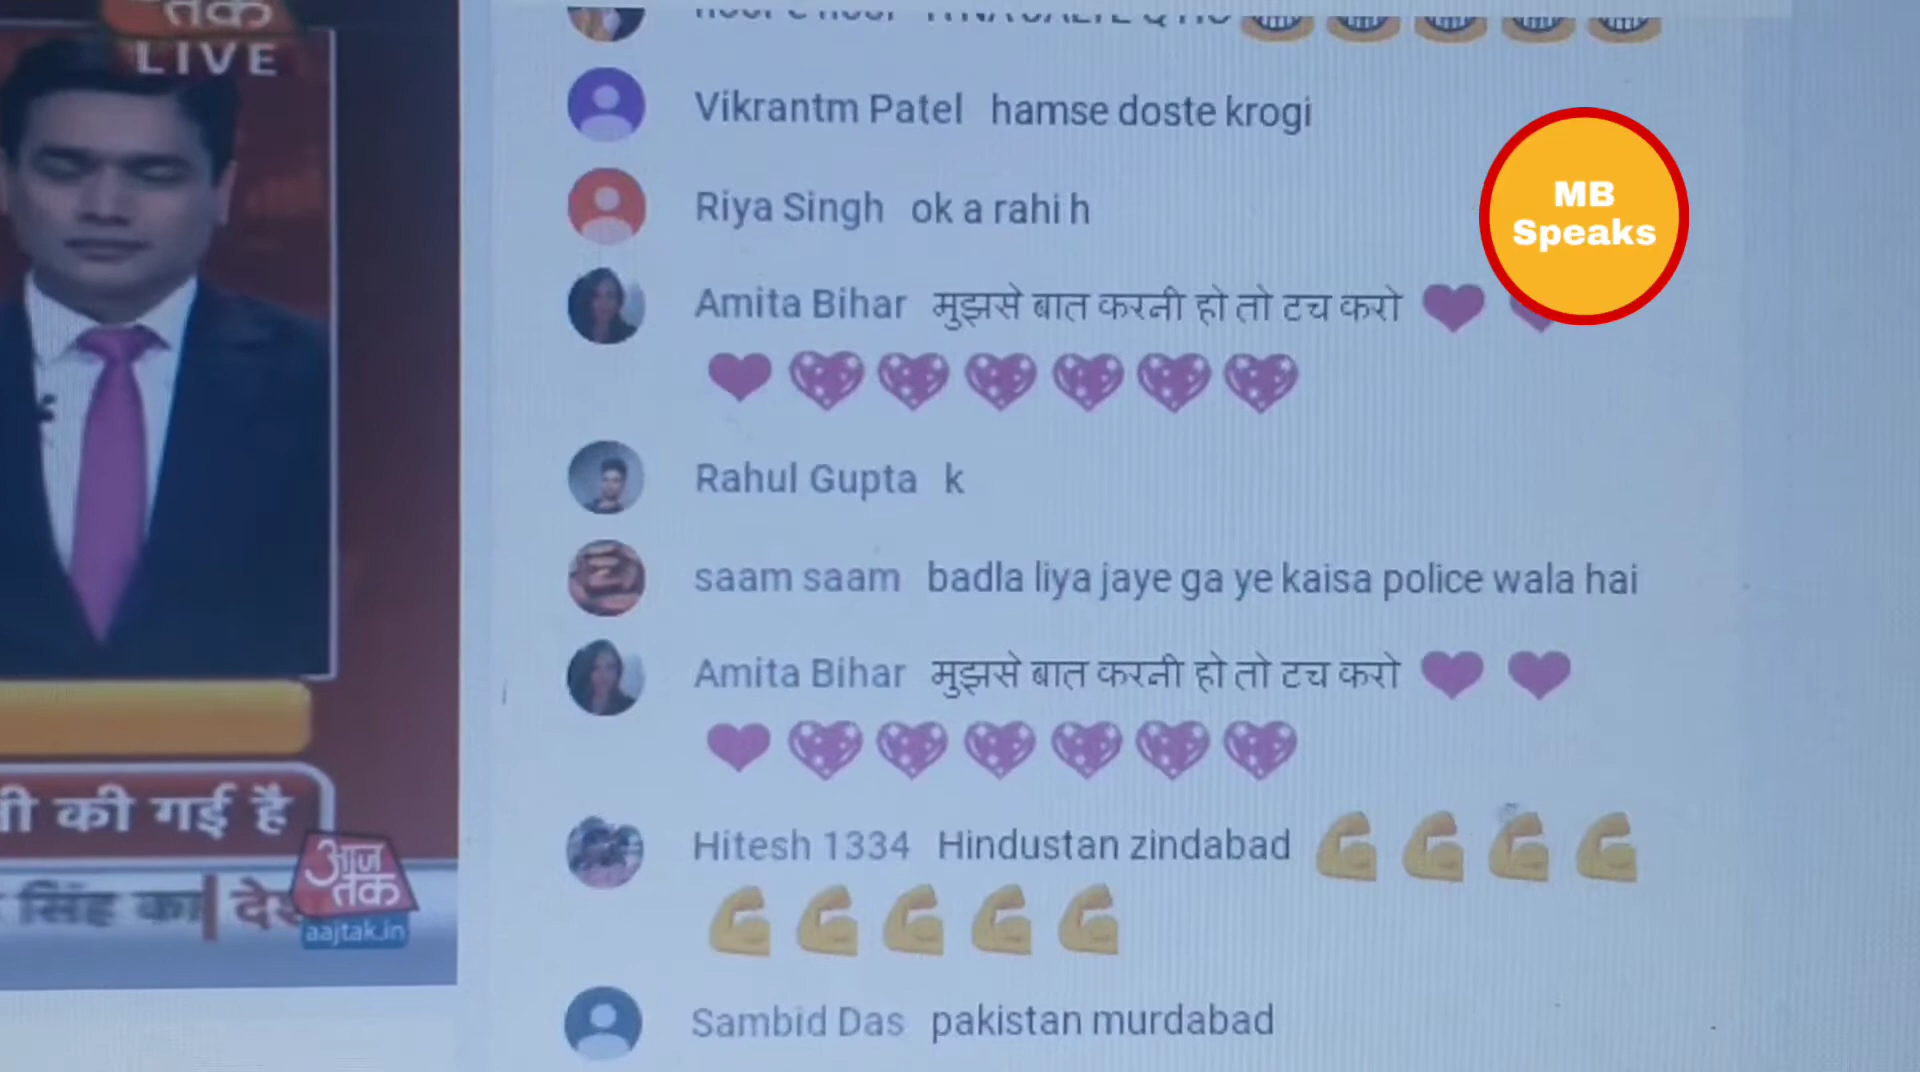 तक
LIVE
Vikrantm Patel hamse doste krogi
MB
Speaks
Riya Singh ok a rahi h
Amita Bihar मुझसे बात करनी हो तो टच करो
Rahul Gupta k
saam saam badla liya jaye ga ye kaisa police wala hai
Amita Bihar मुझसे बात करनी हो तो टच करो
Hitesh 1334 Hindustan zindabad
Sambid Das pakistan murdabad
की गई है
सिंह का
आज
तक
aajtak.in